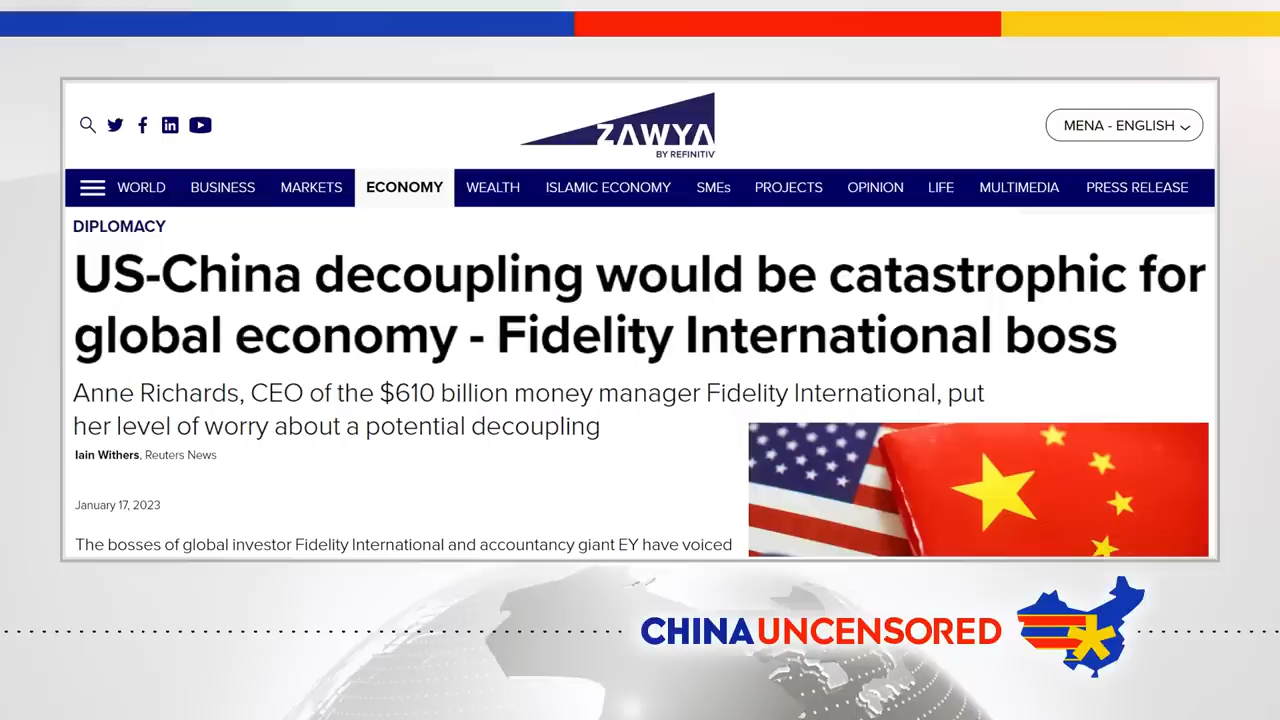 ZAWYA
BY REFINITIV
MENA - ENGLISH
WORLD BUSINESS MARKETS ECONOMY WEALTH ISLAMIC ECONOMY SMEs PROJECTS OPINION LIFE MULTIMEDIA PRESS RELEASE
DIPLOMACY
US-China decoupling would be catastrophic for
global economy - Fidelity International boss
Anne Richards, CEO of the $610 billion money manager Fidelity International, put
her level of worry about a potential decoupling
Iain Withers, Reuters News
January 17, 2023
The bosses of global investor Fidelity International and accountancy giant EY have voiced
CHINA UNCENSORED